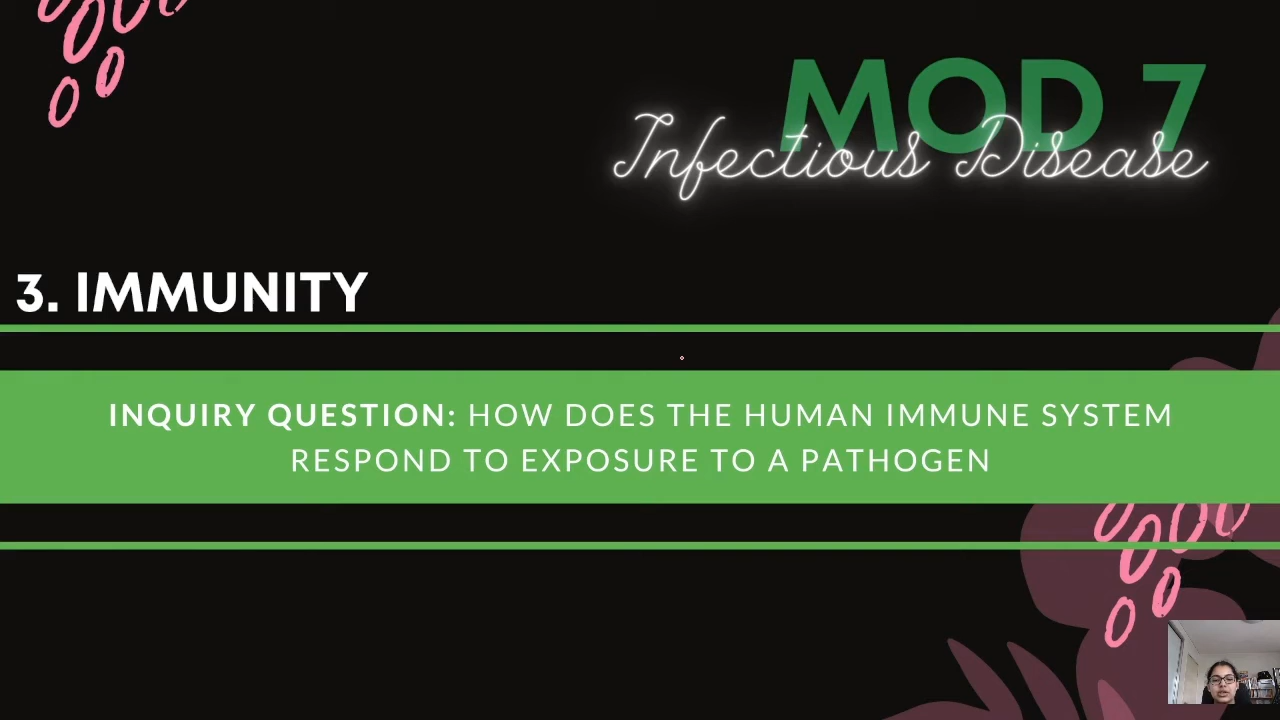 MOD 7
Infectious Disease
3. IMMUNITY
INQUIRY QUESTION: HOW DOES THE HUMAN IMMUNE SYSTEM
RESPOND TO EXPOSURE TO A PATHOGEN